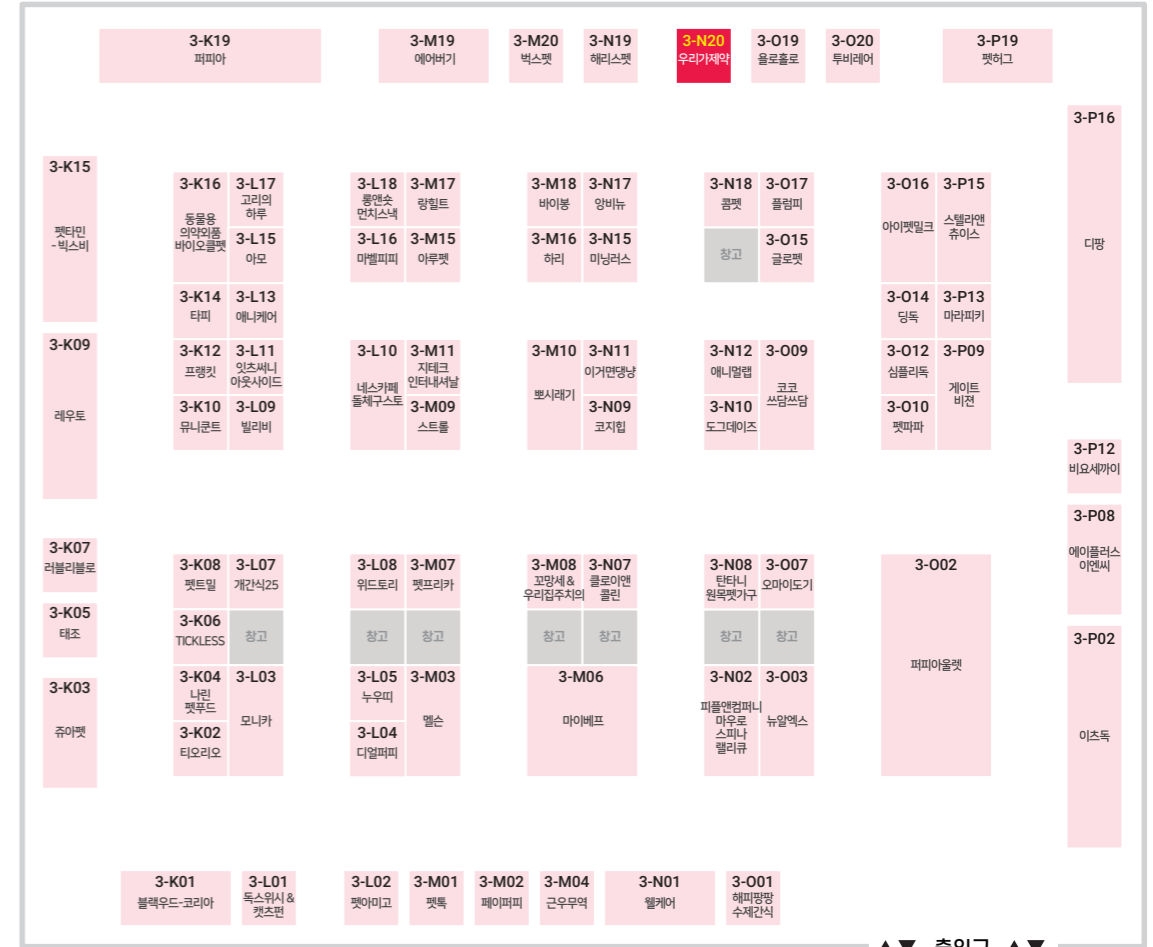 3-K19
퍼피아
3-M19
에어버기
3-M20
벅스펫
3-N19
해리스펫
3-N20
우리가제약
3-O19
욜로홀로
3-O20
투비레어
3-P19
펫허그
3-P16
디팡
3-K15
펫타민
- 빅스비
3-K16
동물용
의약외품
바이오클펫
3-L17
고리의
하루
3-L15
아모
3-K14
타피
3-L13
애니케어
3-L18
롱앤숏
먼치스낵
3-M17
랑힐트
3-L16
마벨피피
3-M15
아루펫
3-M18
바이봉
3-N17
앙비뉴
3-M16
하리
3-N15
미닝러스
3-N18
콤펫
3-O17
플럼피
창고
3-O15
글로펫
3-O16
아이펫밀크
3-P15
스텔라앤
츄이스
3-O14
딩독
3-P13
마라피키
3-K09
레우토
3-K12
프랭킷
3-L11
잇츠써니
아웃사이드
3-K10
뮤니쿤트
3-L09
빌리비
3-L10
네스카페
돌체구스토
3-M11
지테크
인터내셔날
3-M09
스트롤
3-M10
뽀시래기
3-N11
이거면댕냥
3-N09
코지힙
3-N12
애니멀랩
3-O09
코코
쓰담쓰담
3-N10
도그데이즈
3-O12
심플리독
3-P09
게이트
비젼
3-O10
펫파파
3-P12
비요세까이
3-P08
에이플러스
이엔씨
3-K07
러블리블로
3-K05
태조
3-K03
쥬아펫
3-K08
펫트밀
3-L07
개간식25
3-K06
TICKLESS
창고
3-K04
나린
펫푸드
3-L03
모니카
3-K02
티오리오
3-L08
위드토리
3-M07
펫프리카
창고
창고
3-L05
누우띠
3-M03
멜슨
3-L04
디얼퍼피
3-M08
꼬망세 &
우리집주치의
3-N07
클로이앤
콜린
창고
창고
3-M06
마이베프
3-N08
탄타니
원목펫가구
3-O07
오마이도기
창고
창고
3-N02
피플앤컴퍼니
마우로
스피나
랠리큐
3-O03
뉴알엑스
3-O02
퍼피아울렛
3-P02
이츠독
3-K01
블랙우드-코리아
3-L01
독스위시 &
캣츠펀
3-L02
펫아미고
3-M01
펫톡
3-M02
페이퍼피
3-M04
근우무역
3-N01
웰케어
3-O01
해피팡팡
수제간식
▲▼ 출입구 ▲▼